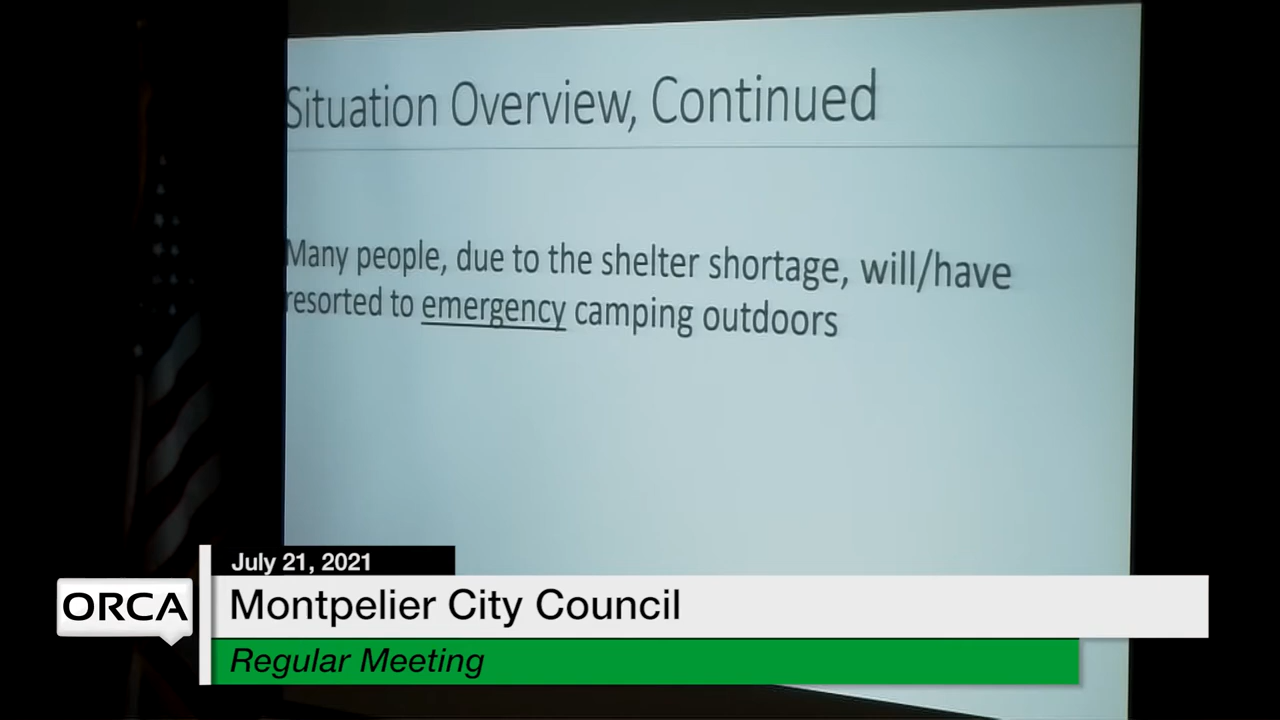 Situation Overview, Continued
Many people, due to the shelter shortage, will/have
resorted to emergency camping outdoors
July 21, 2021
ORCA
Montpelier City Council
Regular Meeting